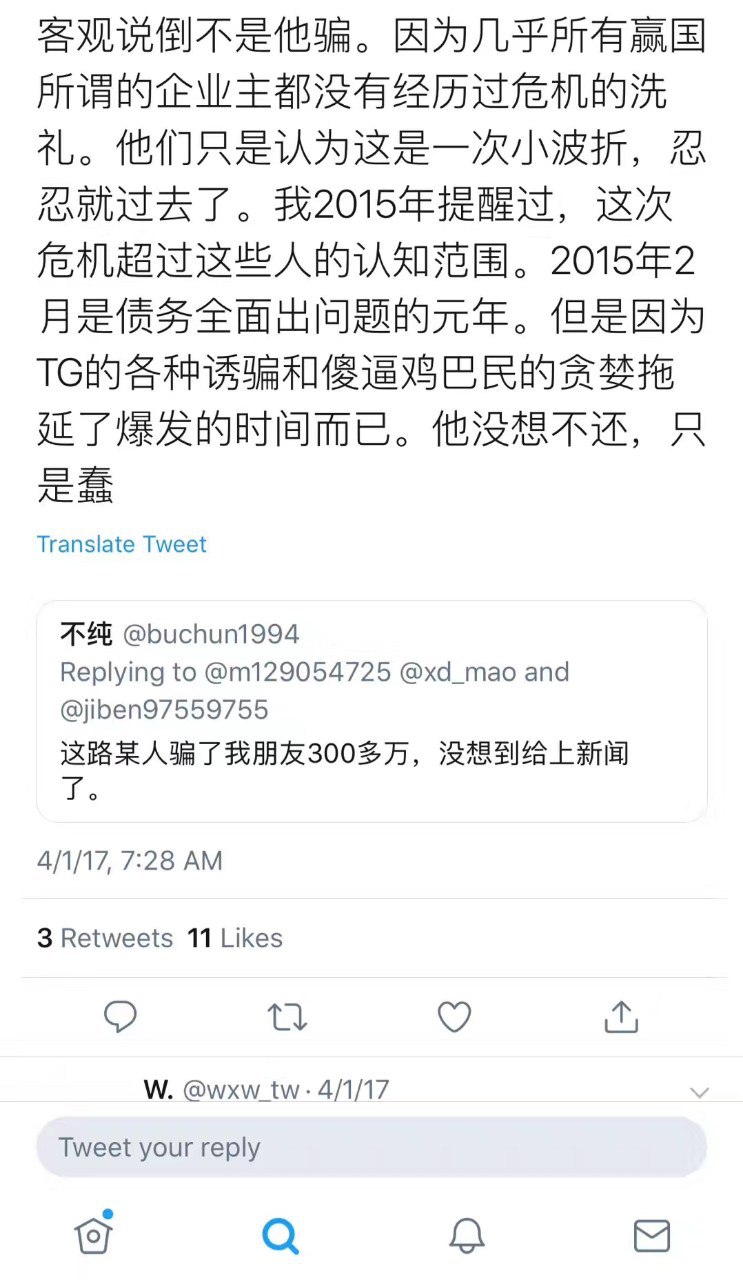 客观说倒不是他骗。因为几乎所有赢国
所谓的企业主都没有经历过危机的洗
礼。他们只是认为这是一次小波折，忍
忍就过去了。我2015年提醒过，这次
危机超过这些人的认知范围。2015年2
月是债务全面出问题的元年。但是因为
TG的各种诱骗和傻逼鸡巴民的贪婪拖
延了爆发的时间而已。他没想不还，只
是蠢
Translate Tweet
不纯 @buchun1994
Replying to @m129054725 @xd_mao and
@jiben97559755
这路某人骗了我朋友300多万，没想到给上新闻
了。
4/1/17, 7:28 AM
3 Retweets 11 Likes
W. @wxw_tw · 4/1/17
Tweet your reply